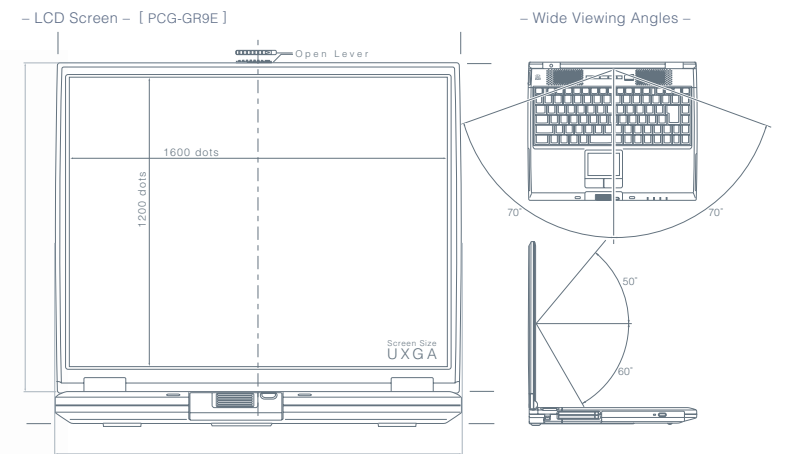 – LCD Screen – [ PCG-GR9E ]
– Wide Viewing Angles –
Open Lever
1600 dots
1200 dots
Screen Size
UXGA
70°
70°
50°
60°